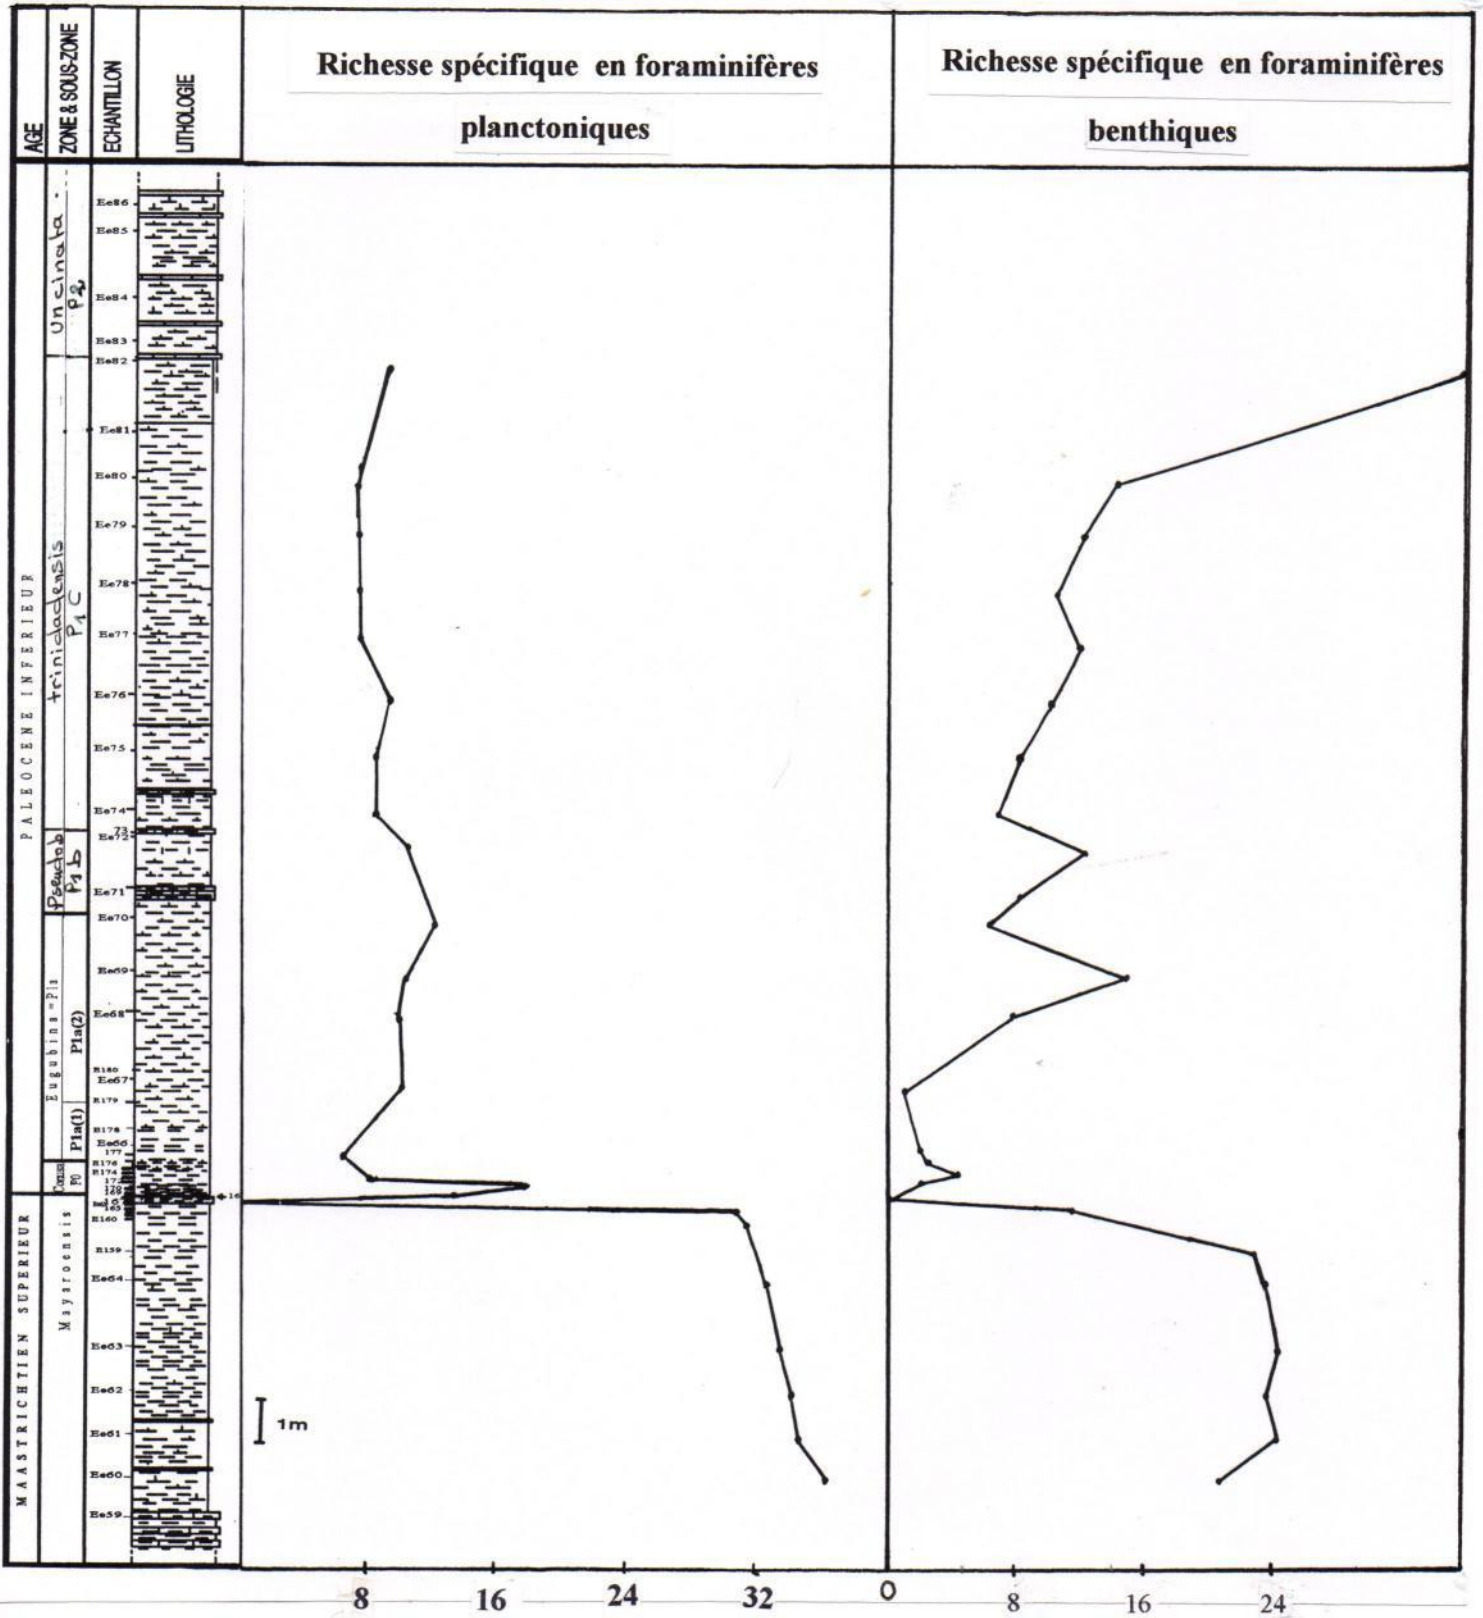 AGE
ZONE & SOUS-ZONE
ECHANTILLON
LITHOLOGIE
Richesse spécifique en foraminifères
planctoniques
Richesse spécifique en foraminifères
benthiques
PALEOCENE INFERIEUR
MAASTRICHTIEN SUPERIEUR
Uncinata
P2
trinidadensis
P1C
Pseudob
P1b
Eugubina=P1a
P1a(2)
P1a(1)
P0
Mayaroensis
Ee86
Ee85
Ee84
Ee83
Ee82
Ee81
Ee80
Ee79
Ee78
Ee77
Ee76
Ee75
Ee74
73
Ee72
Ee71
Ee70
Ee69
Ee68
E180
Ee67
E179
E178
Ee66
177
E176
E174
E160
E159
Ee64
Ee63
Ee62
Ee61
Ee60
Ee59
1m
8 16 24 32 0 8 16 24